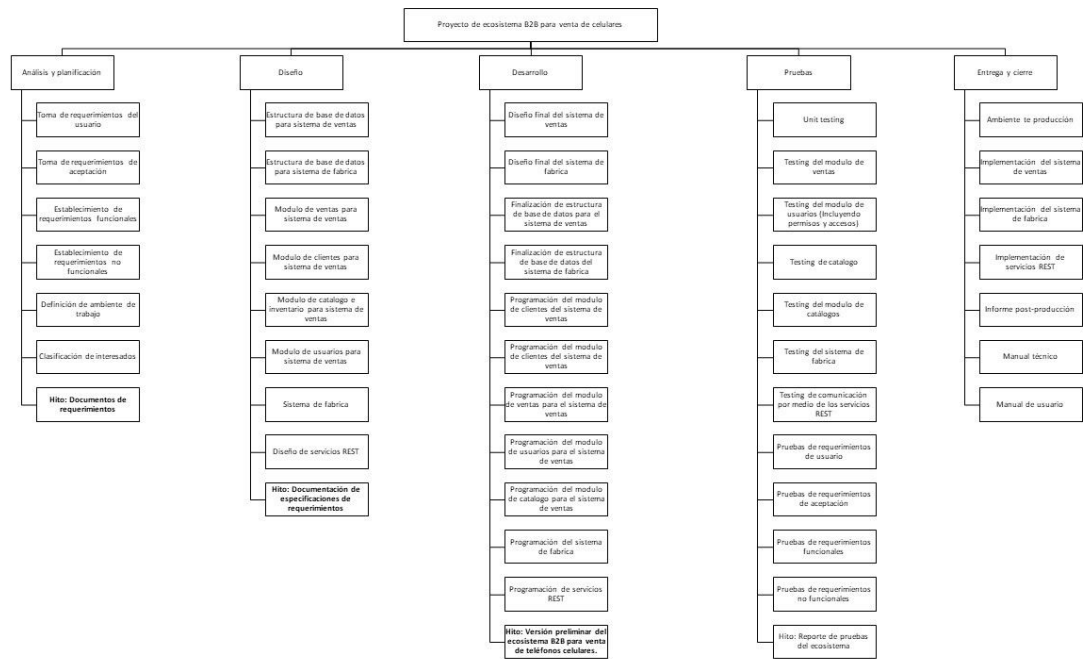 Proyecto de ecosistema B2B para venta de celulares
Análisis y planificación
Toma de requerimientos del
usuario
Toma de requerimientos de
aceptación
Establecimiento de
requerimientos funcionales
Establecimiento de
requerimientos no
funcionales
Definición de ambiente de
trabajo
Clasificación de interesados
Hito: Documentos de
requerimientos
Diseño
Estructura de base de datos
para sistema de ventas
Estructura de base de datos
para sistema de fabrica
Modulo de ventas para
sistema de ventas
Modulo de clientes para
sistema de ventas
Modulo de catalogo e
inventario para sistema de
ventas
Modulo de usuarios para
sistema de ventas
Sistema de fabrica
Diseño de servicios REST
Hito: Documentación de
especificaciones de
requerimientos
Desarrollo
Diseño final del sistema de
ventas
Diseño final del sistema de
fabrica
Finalización de estructura
de base de datos para el
sistema de ventas
Finalización de estructura
de base de datos del
sistema de fabrica
Programación del modulo
de clientes del sistema de
ventas
Programación del modulo
de clientes del sistema de
ventas
Programación del modulo
de ventas para el sistema de
ventas
Programación del modulo
de usuarios para el sistema
de ventas
Programación del modulo
de catalogo para el sistema
de ventas
Programación del sistema
de fabrica
Programación de servicios
REST
Hito: Versión preliminar del
ecosistema B2B para venta
de teléfonos celulares.
Pruebas
Unit testing
Testing del modulo de
ventas
Testing del modulo de
usuarios (Incluyendo
permisos y accesos)
Testing de catalogo
Testing del modulo de
catálogos
Testing del sistema de
fabrica
Testing de comunicación
por medio de los servicios
REST
Pruebas de requerimientos
de usuario
Pruebas de requerimientos
de aceptación
Pruebas de requerimientos
funcionales
Pruebas de requerimientos
no funcionales
Hito: Reporte de pruebas
del ecosistema
Entrega y cierre
Ambiente te producción
Implementación del sistema
de ventas
Implementación del sistema
de fabrica
Implementación de
servicios REST
Informe post-producción
Manual técnico
Manual de usuario